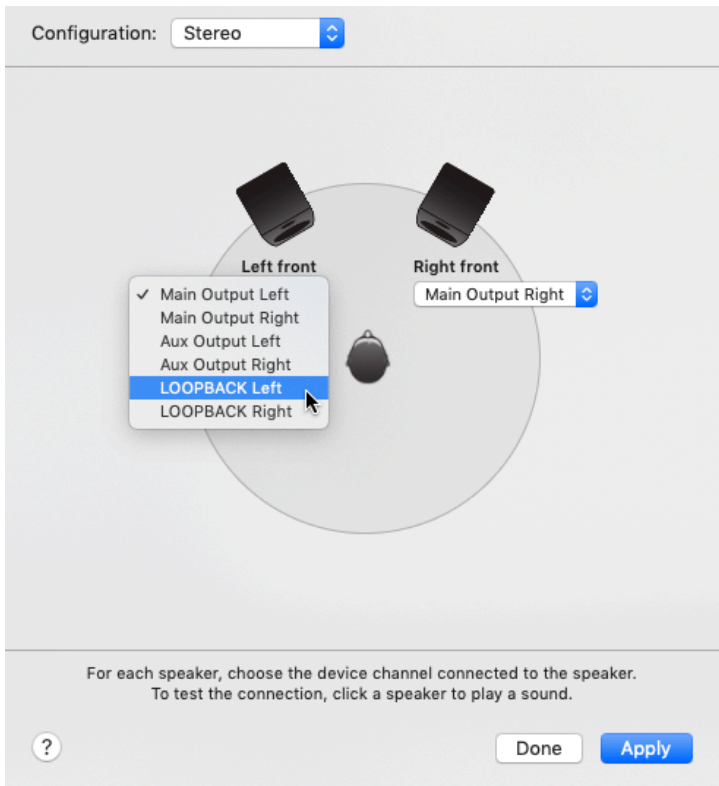 Configuration: Stereo
Left front
Right front
✓ Main Output Left
Main Output Right
Main Output Right
Aux Output Left
Aux Output Right
LOOPBACK Left
LOOPBACK Right
For each speaker, choose the device channel connected to the speaker.
To test the connection, click a speaker to play a sound.
? Done Apply